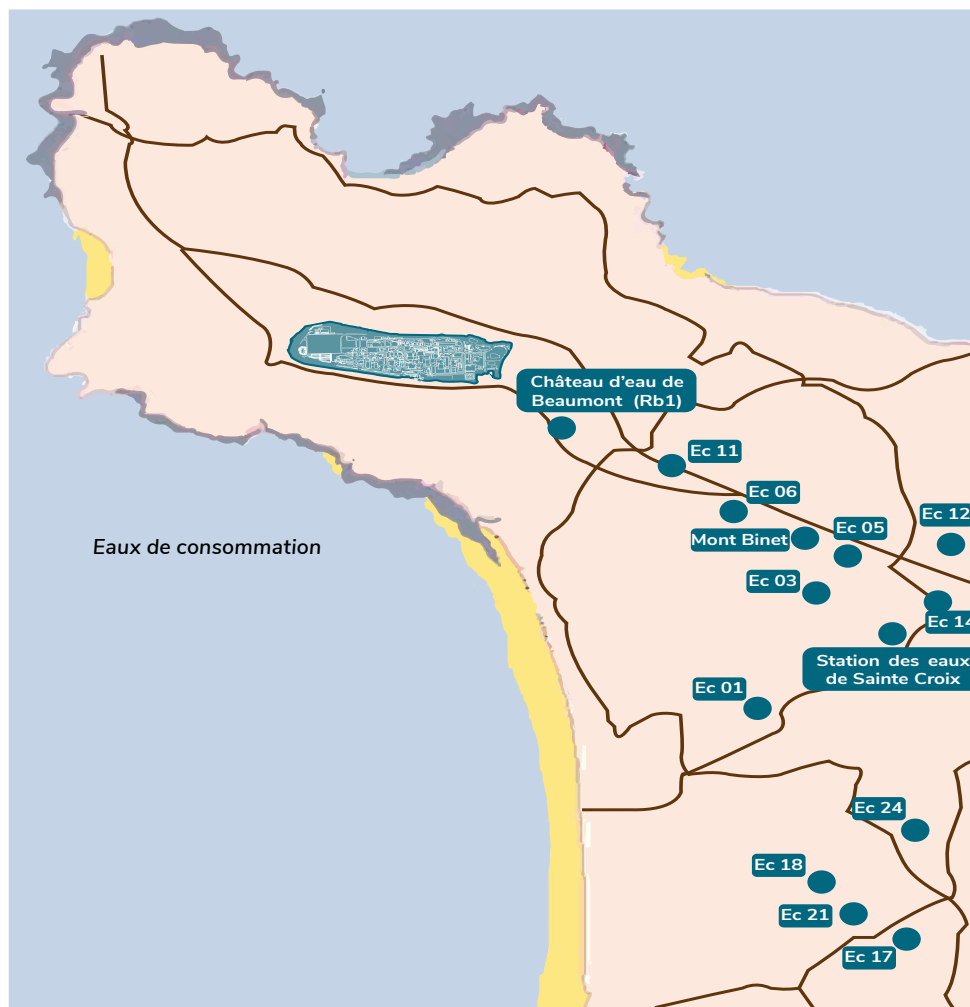 Château d'eau de
Beaumont (Rb1)
Ec 11
Ec 06
Ec 12
Ec 05
Mont Binet
Eaux de consommation
Ec 03
Ec 14
Station des eaux
de Sainte Croix
Ec 01
Ec 24
Ec 18
Ec 21
Ec 17